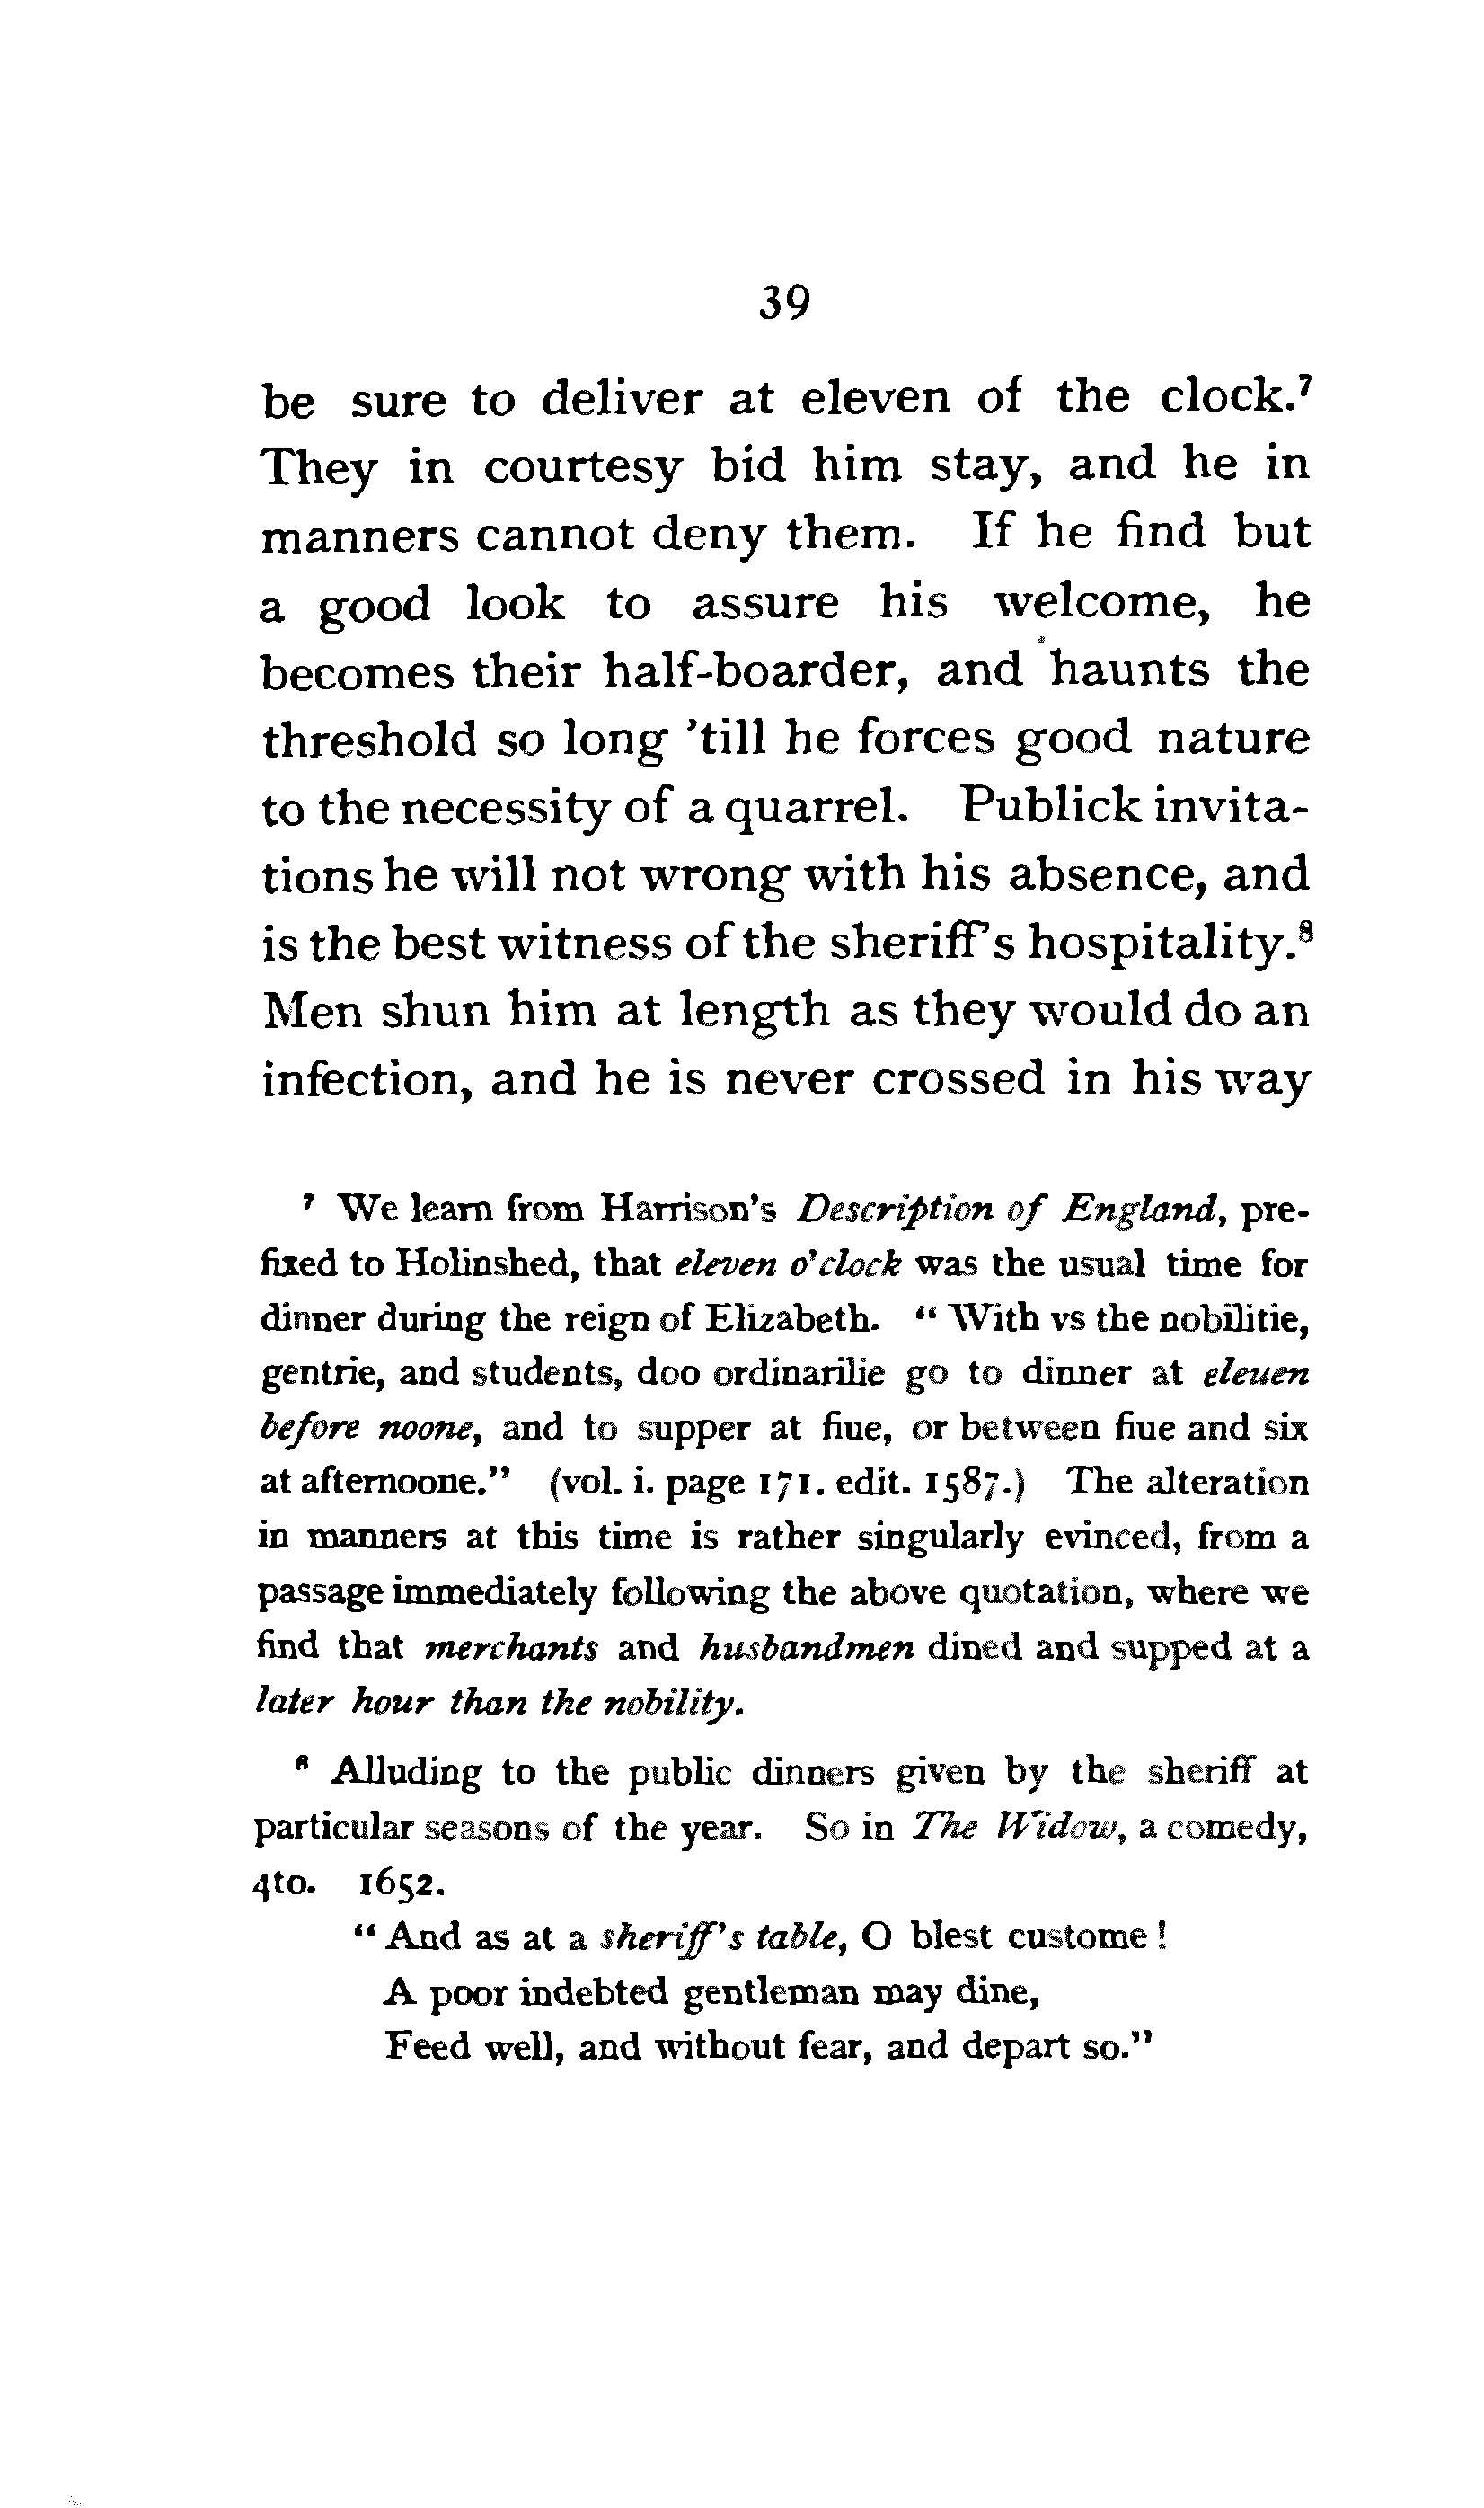 39
be sure to deliver at eleven of the clock.⁷
They in courtesy bid him stay, and he in
manners cannot deny them. If he find but
a good look to assure his welcome, he
becomes their half-boarder, and haunts the
threshold so long 'till he forces good nature
to the necessity of a quarrel. Publick invita-
tions he will not wrong with his absence, and
is the best witness of the sheriff's hospitality.⁸
Men shun him at length as they would do an
infection, and he is never crossed in his way
⁷ We learn from Harrison's Description of England, pre-
fixed to Holinshed, that eleven o'clock was the usual time for
dinner during the reign of Elizabeth. "With vs the nobilitie,
gentrie, and students, doo ordinarilie go to dinner at eleuen
before noone, and to supper at fiue, or between fiue and six
at afternoone." (vol. i. page 171. edit. 1587.) The alteration
in manners at this time is rather singularly evinced, from a
passage immediately following the above quotation, where we
find that merchants and husbandmen dined and supped at a
later hour than the nobility.
⁸ Alluding to the public dinners given by the sheriff at
particular seasons of the year. So in The Widow, a comedy,
4to. 1652.
"And as at a sheriff's table, O blest custome!
A poor indebted gentleman may dine,
Feed well, and without fear, and depart so."